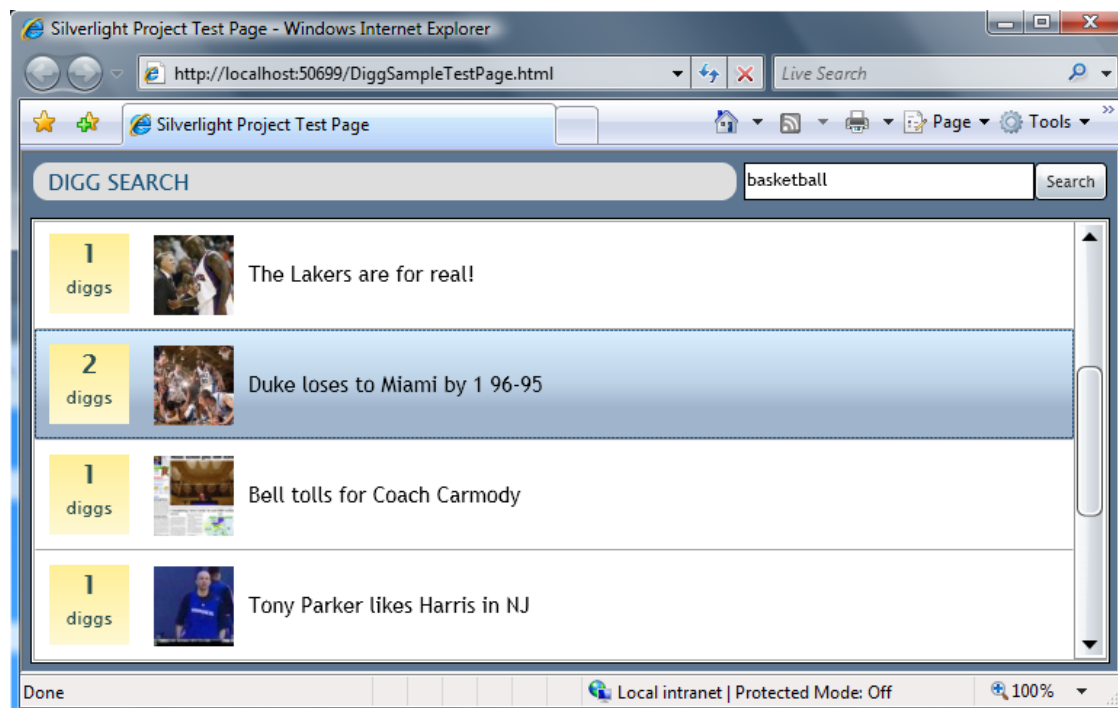 Silverlight Project Test Page - Windows Internet Explorer
http://localhost:50699/DiggSampleTestPage.html
Live Search
Silverlight Project Test Page
Page
Tools
DIGG SEARCH
basketball
Search
1
diggs
The Lakers are for real!
2
diggs
Duke loses to Miami by 1 96-95
1
diggs
Bell tolls for Coach Carmody
1
diggs
Tony Parker likes Harris in NJ
Done
Local intranet | Protected Mode: Off
100%